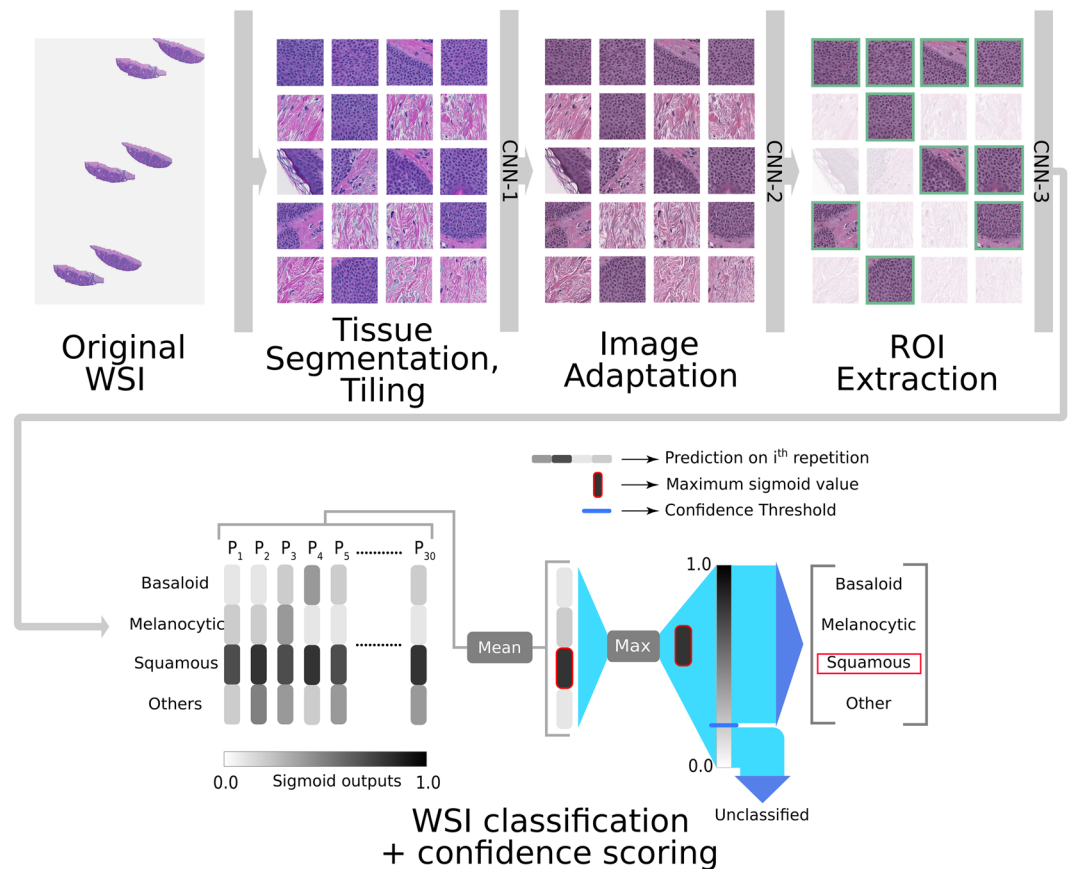 CNN-1
CNN-2
CNN-3
Original
WSI
Tissue
Segmentation,
Tiling
Image
Adaptation
ROI
Extraction
Prediction on ith repetition
Maximum sigmoid value
Confidence Threshold
P1 P2 P3 P4 P5 ........... P30
Basaloid
Melanocytic
Squamous
Others
...........
Mean
Max
1.0
0.0
Basaloid
Melanocytic
Squamous
Other
Unclassified
0.0 Sigmoid outputs 1.0
WSI classification
+ confidence scoring